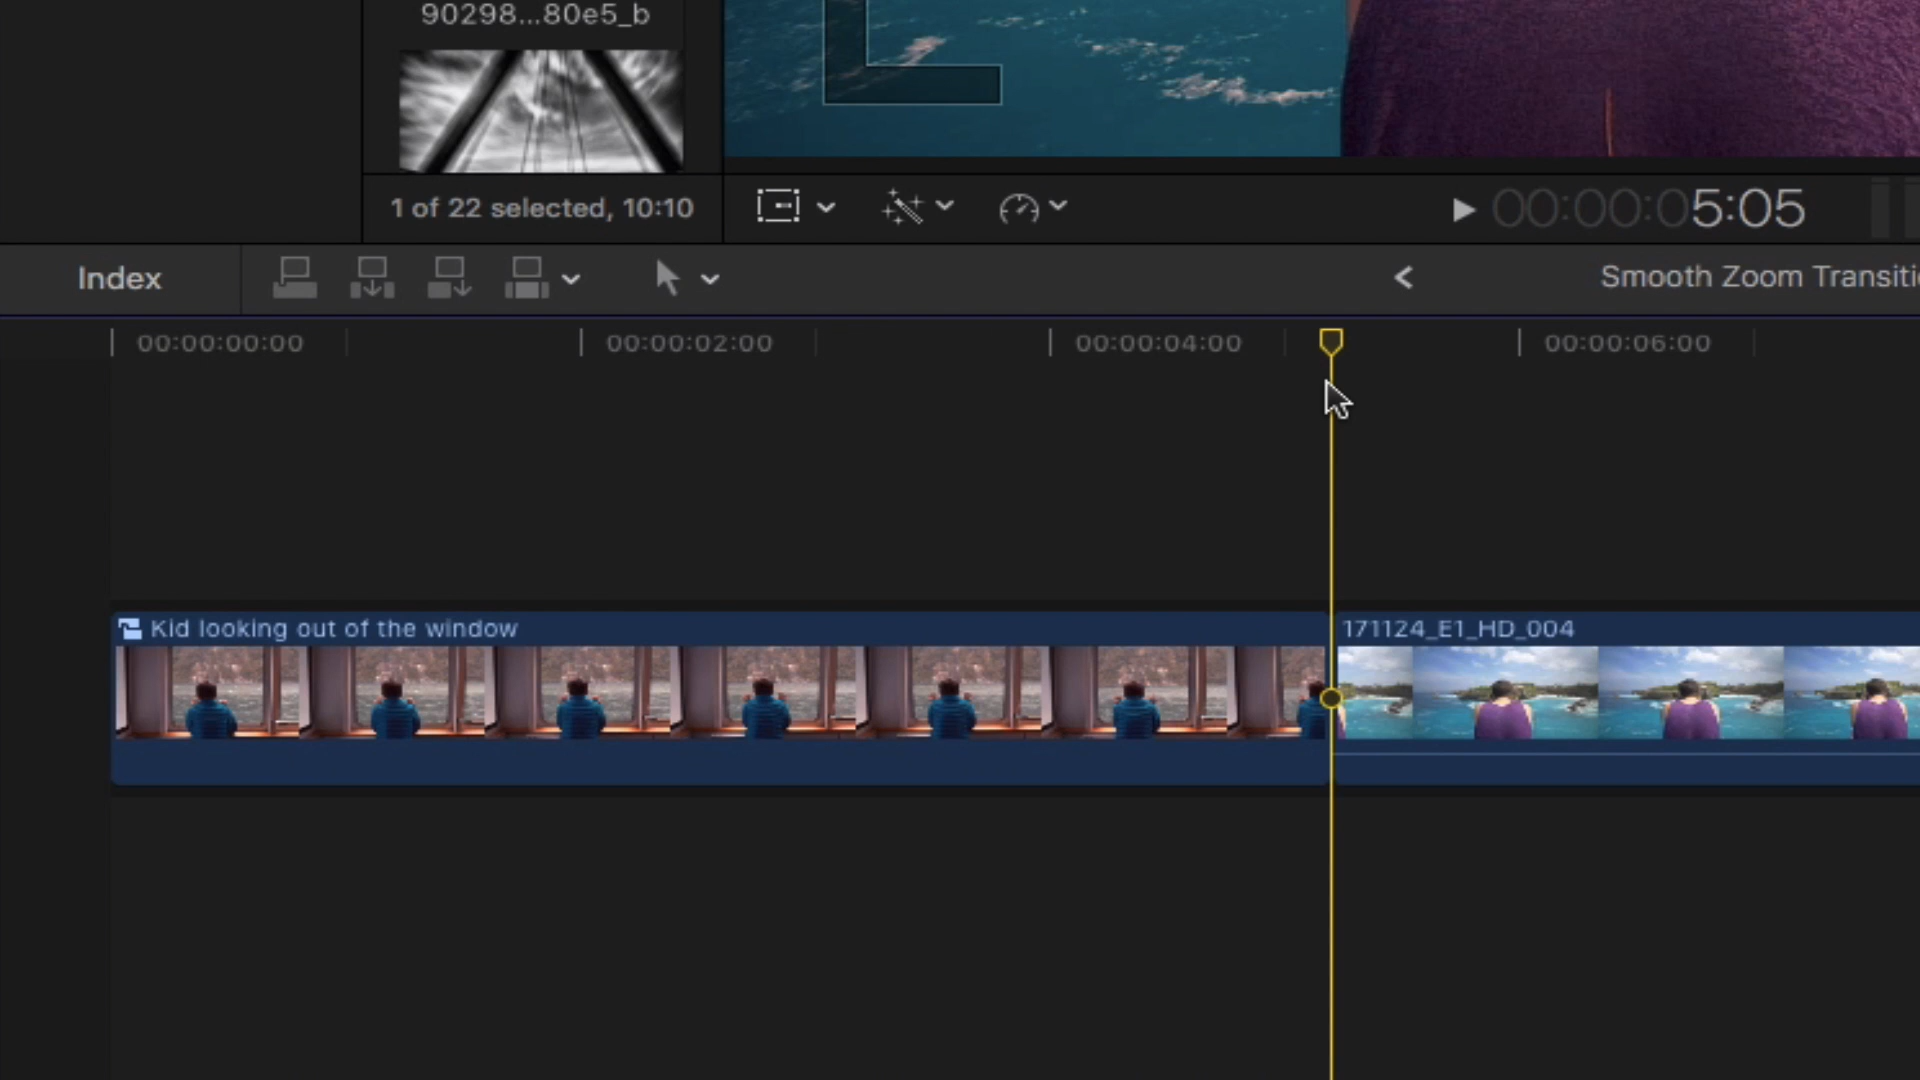 90298...80e5_b
1 of 22 selected, 10:10
00:00:05:05
Index
Smooth Zoom Transiti
00:00:00:00
00:00:02:00
00:00:04:00
00:00:06:00
Kid looking out of the window
171124_E1_HD_004